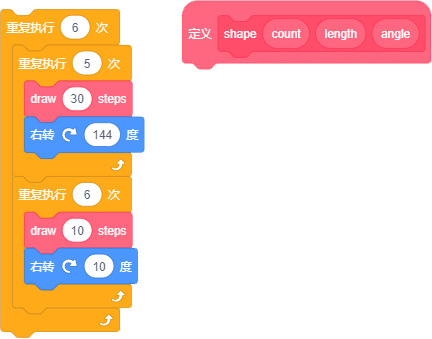 重复执行 6 次
重复执行 5 次
draw 30 steps
右转 144 度
重复执行 6 次
draw 10 steps
右转 10 度
定义 shape count length angle